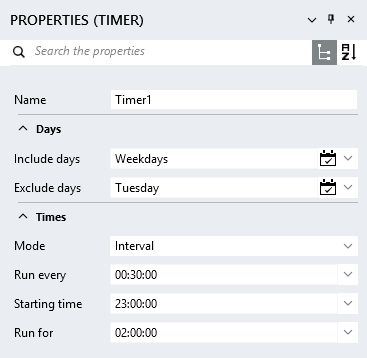 PROPERTIES (TIMER)
Search the properties
Name Timer1
Days
Include days Weekdays
Exclude days Tuesday
Times
Mode Interval
Run every 00:30:00
Starting time 23:00:00
Run for 02:00:00